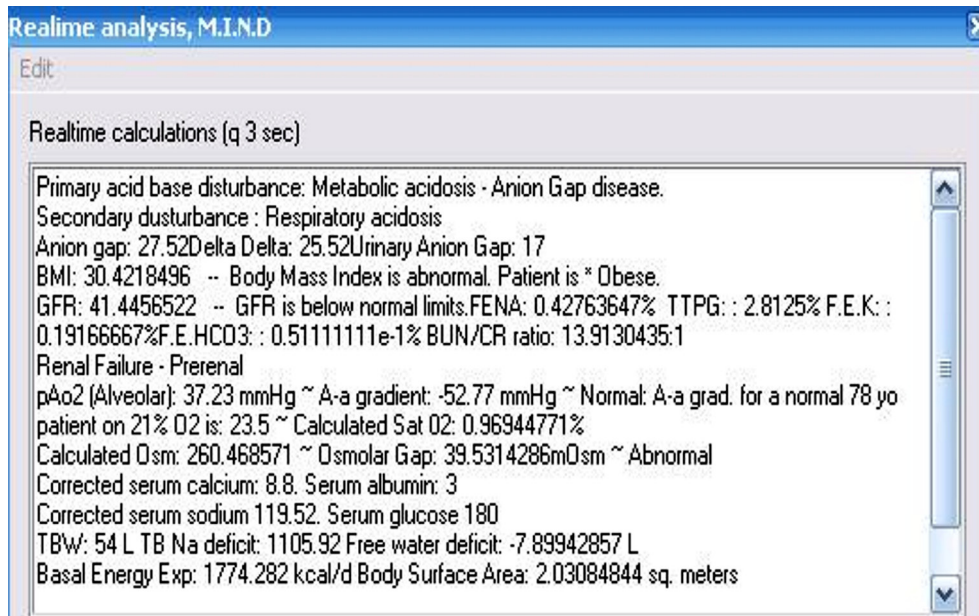 Realime analysis, M.I.N.D
Edit
Realtime calculations (q 3 sec)
Primary acid base disturbance: Metabolic acidosis - Anion Gap disease.
Secondary dusturbance : Respiratory acidosis
Anion gap: 27.52Delta Delta: 25.52Urinary Anion Gap: 17
BMI: 30.4218496 -- Body Mass Index is abnormal. Patient is * Obese.
GFR: 41.4456522 -- GFR is below normal limits.FENA: 0.42763647% TTPG: : 2.8125% F.E.K: :
0.19166667%F.E.HCO3: : 0.51111111e-1% BUN/CR ratio: 13.9130435:1
Renal Failure - Prerenal
pAo2 (Alveolar): 37.23 mmHg ~ A-a gradient: -52.77 mmHg ~ Normal: A-a grad. for a normal 78 yo
patient on 21% O2 is: 23.5 ~ Calculated Sat 02: 0.96944771%
Calculated Osm: 260.468571 ~ Osmolar Gap: 39.5314286mOsm ~ Abnormal
Corrected serum calcium: 8.8. Serum albumin: 3
Corrected serum sodium 119.52. Serum glucose 180
TBW: 54 L TB Na deficit: 1105.92 Free water deficit: -7.89942857 L
Basal Energy Exp: 1774.282 kcal/d Body Surface Area: 2.03084844 sq. meters